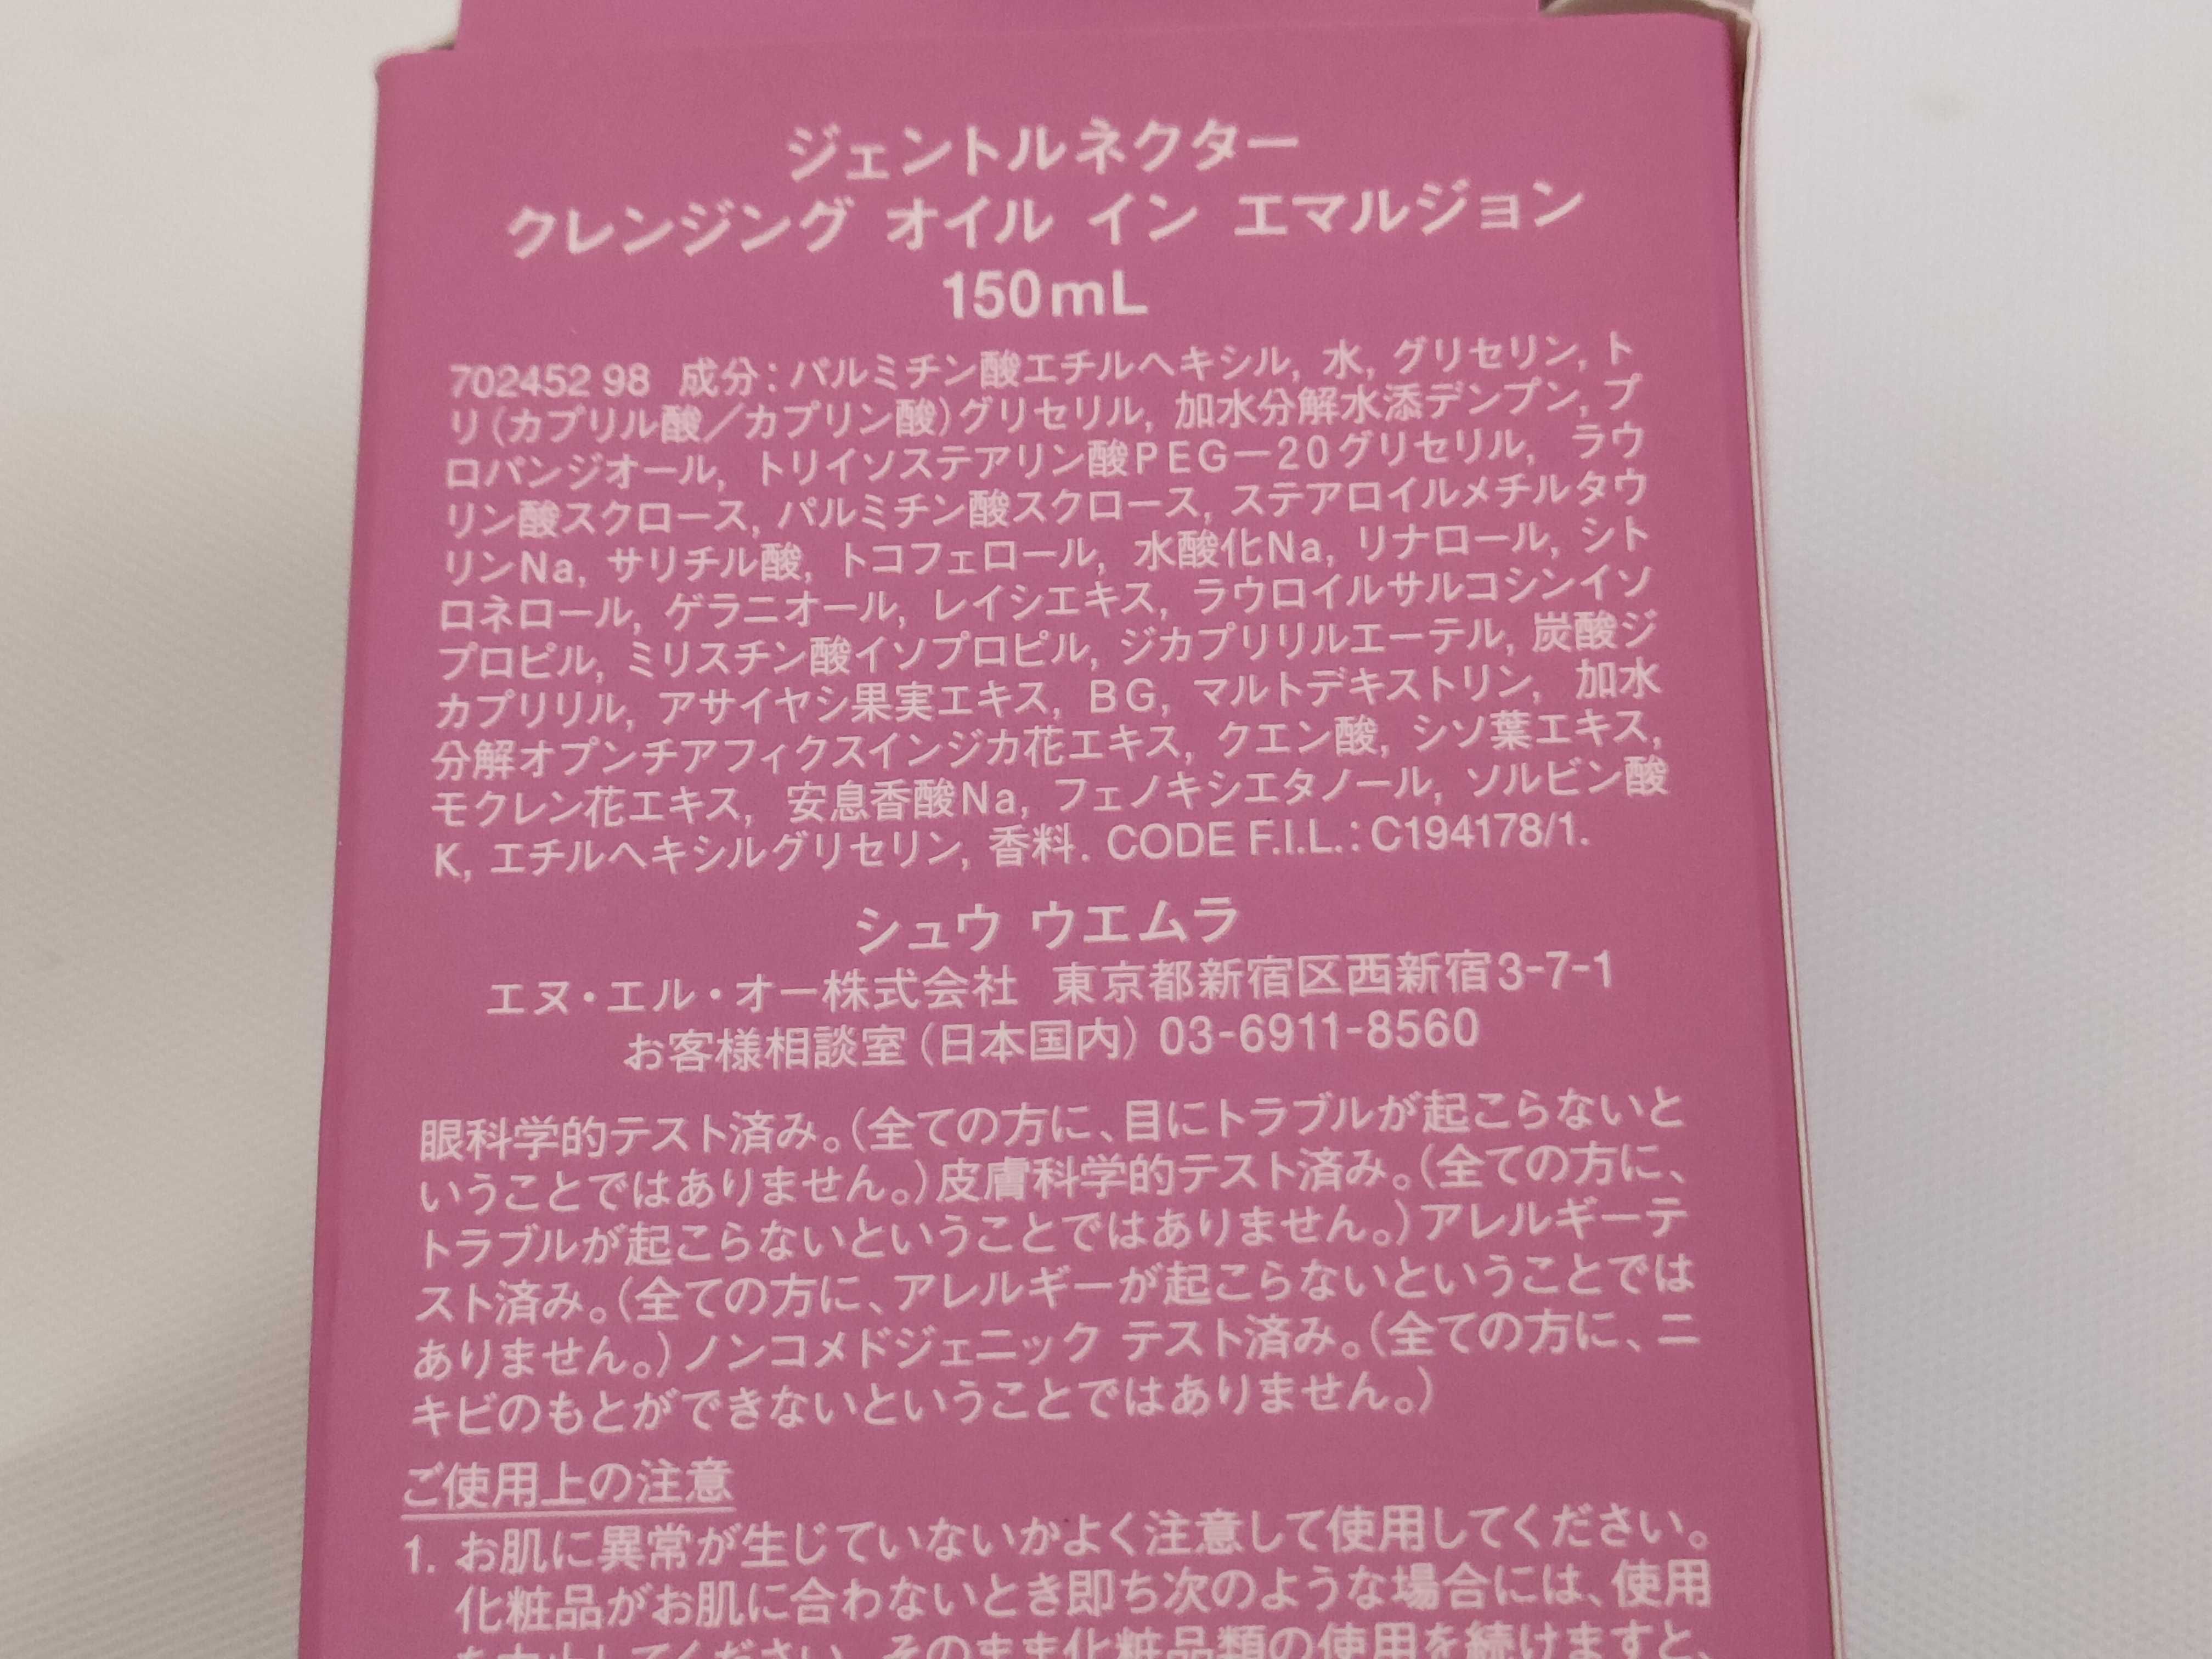 ジェントルネクター
クレンジング オイル イン エマルジョン
150mL
702452 98 成分:パルミチン酸エチルヘキシル, 水, グリセリン, ト
リ(カプリル酸/カプリン酸)グリセリル, 加水分解水添デンプン, プ
ロパンジオール, トリイソステアリン酸PEG−20グリセリル, ラウ
リン酸スクロース, パルミチン酸スクロース, ステアロイルメチルタウ
リンNa, サリチル酸, トコフェロール, 水酸化Na, リナロール, シト
ロネロール, ゲラニオール, レイシエキス, ラウロイルサルコシンイソ
プロピル, ミリスチン酸イソプロピル, ジカプリリルエーテル, 炭酸ジ
カプリリル, アサイヤシ果実エキス, BG, マルトデキストリン, 加水
分解オプンチアフィクスインジカ花エキス, クエン酸, シソ葉エキス,
モクレン花エキス, 安息香酸Na, フェノキシエタノール, ソルビン酸
K, エチルヘキシルグリセリン, 香料. CODE F.I.L.:C194178/1.
シュウ ウエムラ
エヌ・エル・オー株式会社 東京都新宿区西新宿3-7-1
お客様相談室(日本国内) 03-6911-8560
眼科学的テスト済み。(全ての方に、目にトラブルが起こらないと
いうことではありません。)皮膚科学的テスト済み。(全ての方に、
トラブルが起こらないということではありません。)アレルギーテ
スト済み。(全ての方に、アレルギーが起こらないということでは
ありません。)ノンコメドジェニック テスト済み。(全ての方に、ニ
キビのもとができないということではありません。)
ご使用上の注意
1. お肌に異常が生じていないかよく注意して使用してください。
化粧品がお肌に合わないとき即ち次のような場合には、使用
を中止してください。そのまま化粧品類の使用を続けますと、